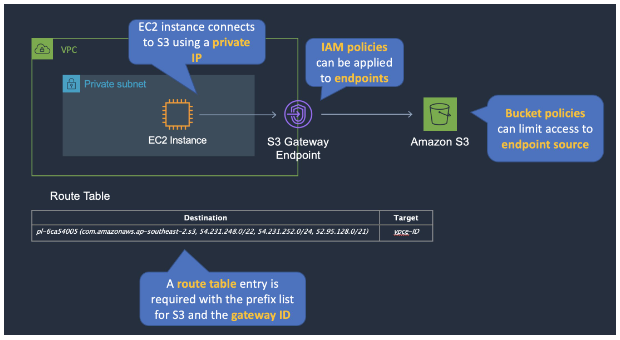 EC2 instance connects
to S3 using a private
IP
VPC
IAM policies
can be applied
to endpoints
Private subnet
Bucket policies
can limit access to
endpoint source
EC2 Instance
S3 Gateway
Endpoint
Amazon S3
Route Table
Destination Target
pl-6ca54005 (com.amazonaws.ap-southeast-2.s3, 54.231.248.0/22, 54.231.252.0/24, 52.95.128.0/21) vpce-ID
A route table entry is
required with the prefix list
for S3 and the gateway ID